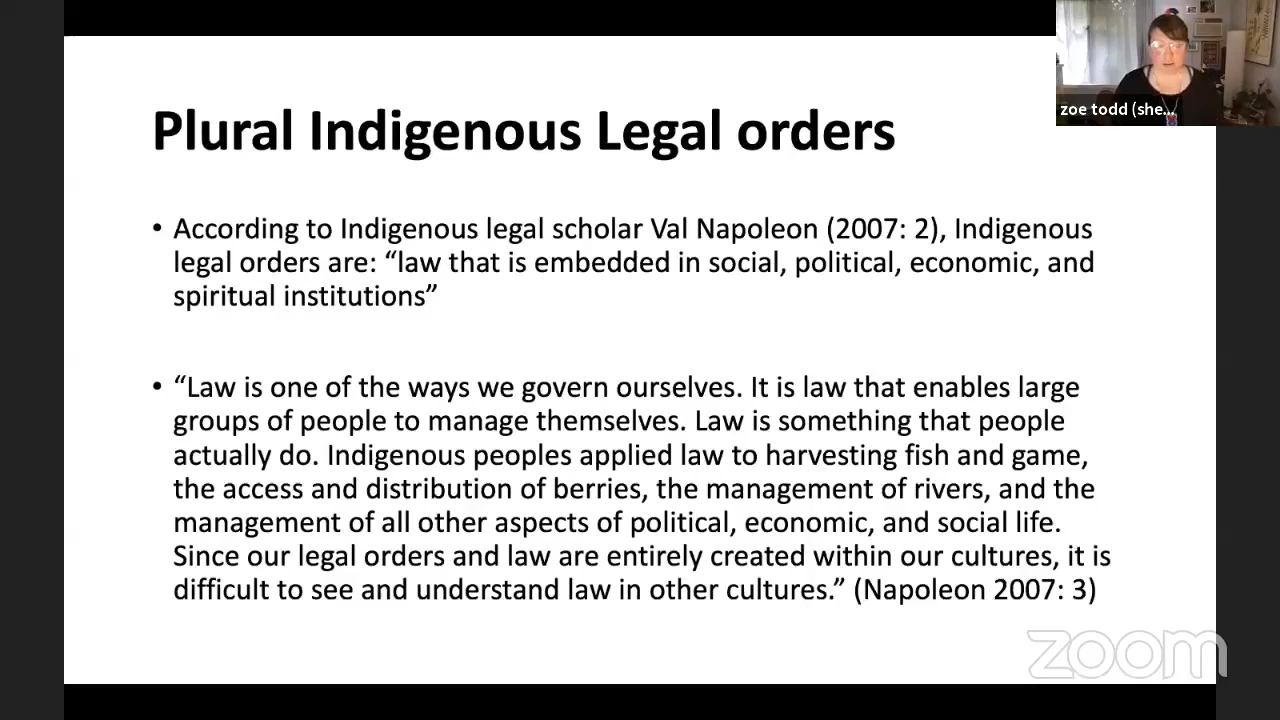 zoe todd (she...
Plural Indigenous Legal orders
• According to Indigenous legal scholar Val Napoleon (2007: 2), Indigenous
legal orders are: “law that is embedded in social, political, economic, and
spiritual institutions”
• “Law is one of the ways we govern ourselves. It is law that enables large
groups of people to manage themselves. Law is something that people
actually do. Indigenous peoples applied law to harvesting fish and game,
the access and distribution of berries, the management of rivers, and the
management of all other aspects of political, economic, and social life.
Since our legal orders and law are entirely created within our cultures, it is
difficult to see and understand law in other cultures.” (Napoleon 2007: 3)
zoom